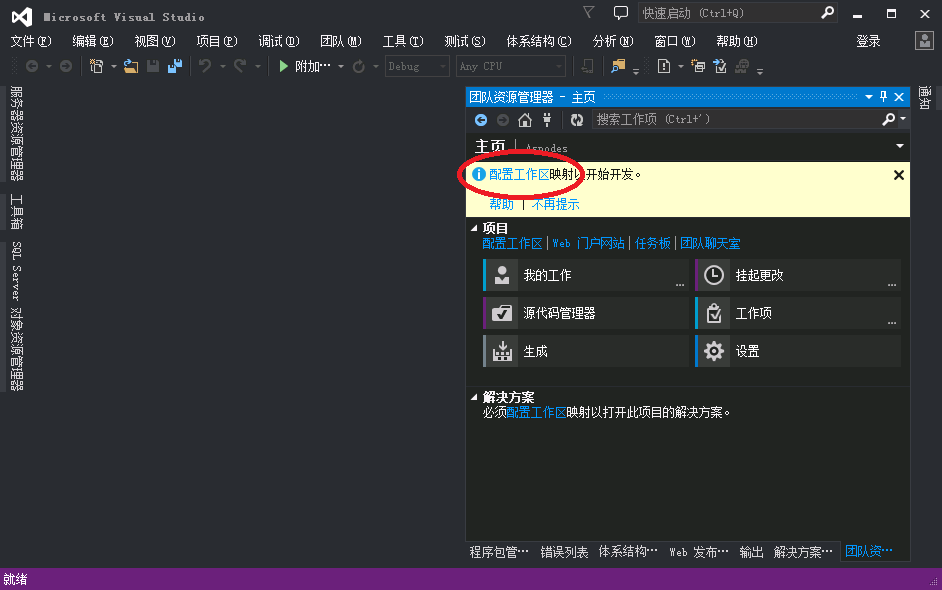 Microsoft Visual Studio
快速启动 (Ctrl+Q)
文件(F) 编辑(E) 视图(V) 项目(P) 调试(D) 团队(M) 工具(T) 测试(S) 体系结构(C) 分析(N) 窗口(W) 帮助(H) 登录
附加… Debug Any CPU
服务器资源管理器
工具箱
SQL Server 对象资源管理器
团队资源管理器 - 主页
通知
搜索工作项 (Ctrl+')
主页 | Aspodes
配置工作区映射以开始开发。
帮助 | 不再提示
项目
配置工作区 | Web 门户网站 | 任务板 | 团队聊天室
我的工作 ...
挂起更改 ...
源代码管理器
工作项 ...
生成
设置
解决方案
必须配置工作区映射以打开此项目的解决方案。
程序包管… 错误列表 体系结构… Web 发布… 输出 解决方案… 团队资…
就绪